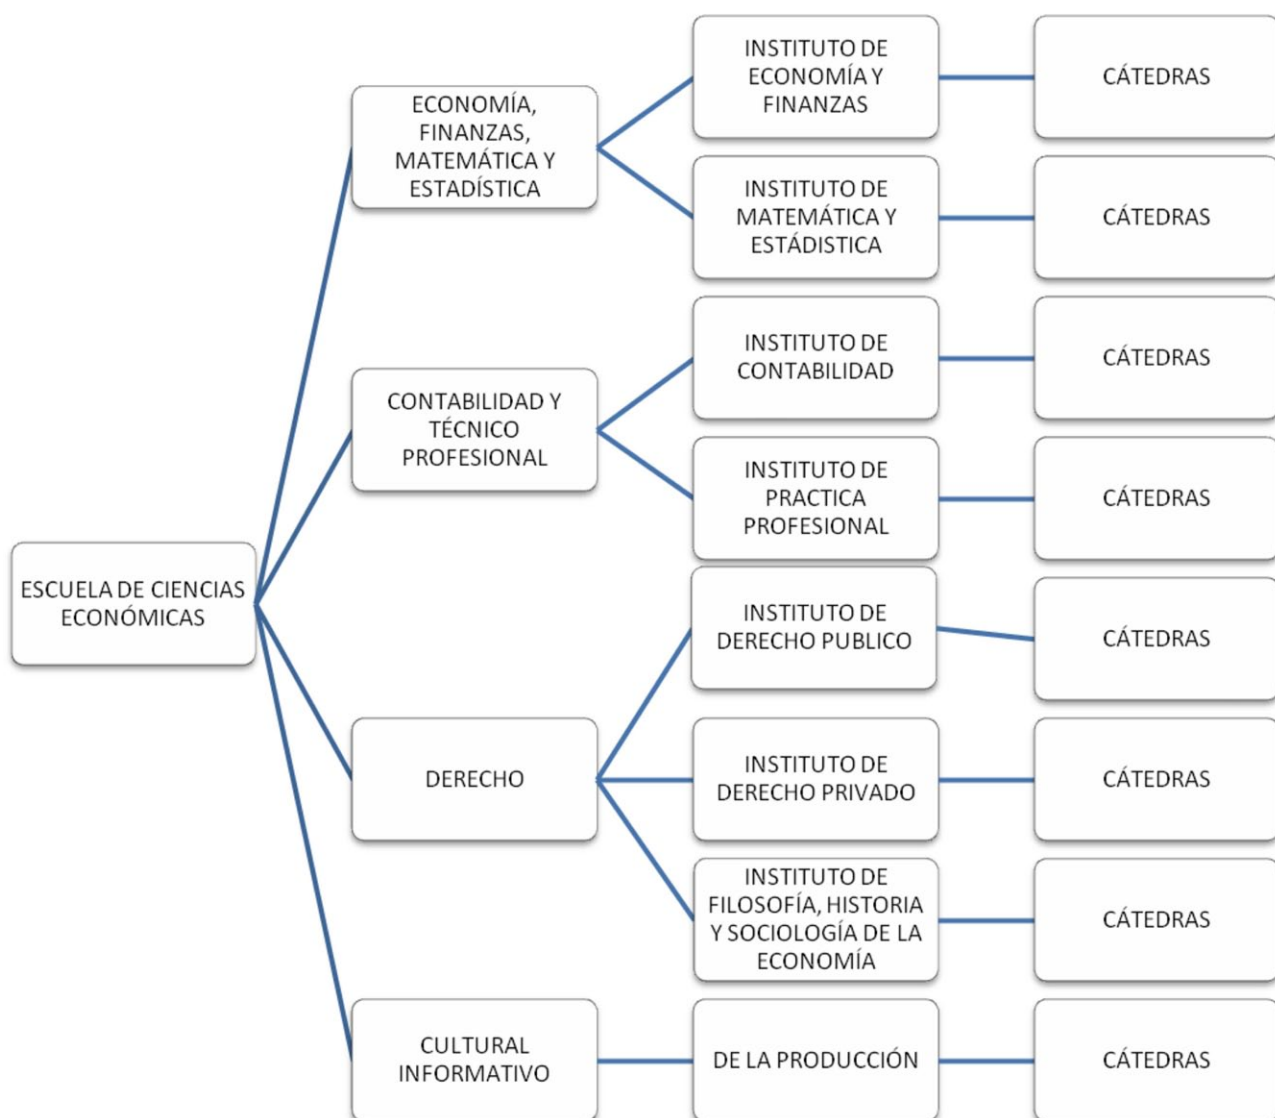 ESCUELA DE CIENCIAS
ECONÓMICAS
ECONOMÍA,
FINANZAS,
MATEMÁTICA Y
ESTADÍSTICA
INSTITUTO DE
ECONOMÍA Y
FINANZAS
CÁTEDRAS
INSTITUTO DE
MATEMÁTICA Y
ESTÁDISTICA
CÁTEDRAS
CONTABILIDAD Y
TÉCNICO
PROFESIONAL
INSTITUTO DE
CONTABILIDAD
CÁTEDRAS
INSTITUTO DE
PRACTICA
PROFESIONAL
CÁTEDRAS
DERECHO
INSTITUTO DE
DERECHO PUBLICO
CÁTEDRAS
INSTITUTO DE
DERECHO PRIVADO
CÁTEDRAS
INSTITUTO DE
FILOSOFÍA, HISTORIA
Y SOCIOLOGÍA DE LA
ECONOMÍA
CÁTEDRAS
CULTURAL
INFORMATIVO
DE LA PRODUCCIÓN
CÁTEDRAS